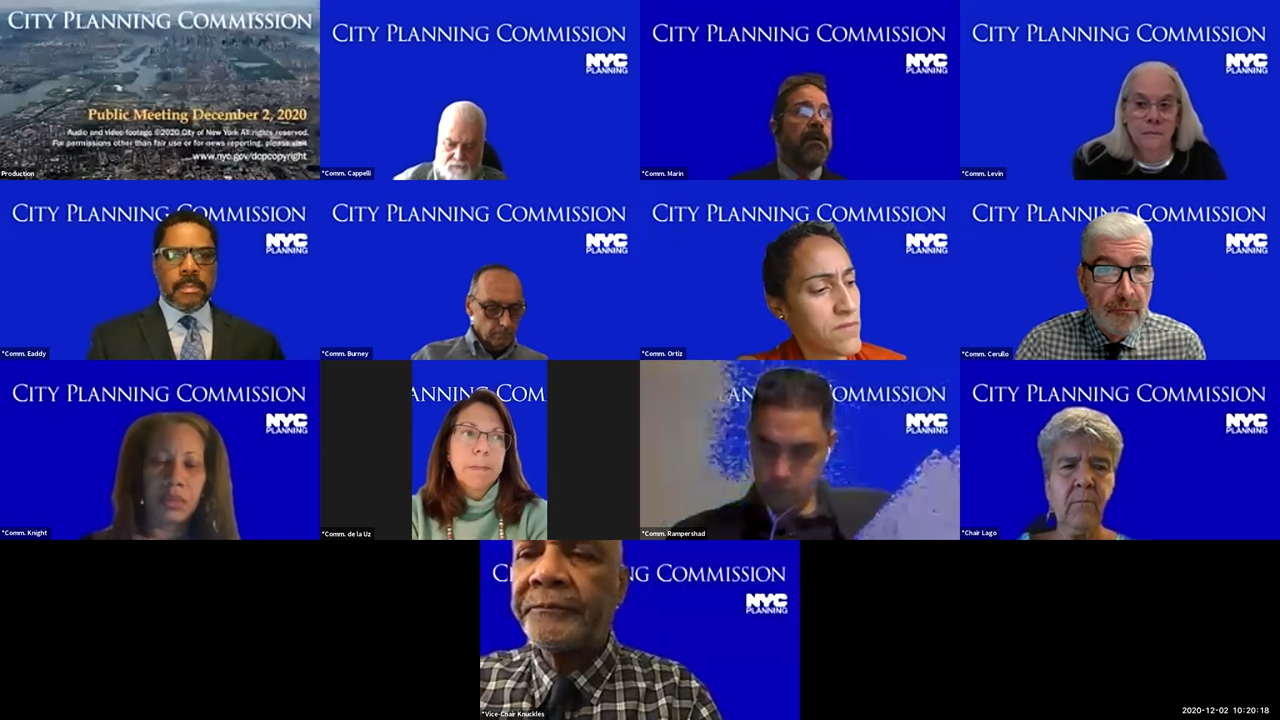 CITY PLANNING COMMISSION
Public Meeting December 2, 2020
Audio and video footage ©2020 City of New York All rights reserved.
For permissions other than fair use or for news reporting, please visit
www.nyc.gov/dcpcopyright
Production
CITY PLANNING COMMISSION
NYC
PLANNING
*Comm. Cappelli
CITY PLANNING COMMISSION
NYC
PLANNING
*Comm. Marin
CITY PLANNING COMMISSION
NYC
PLANNING
*Comm. Levin
CITY PLANNING COMMISSION
NYC
PLANNING
*Comm. Eaddy
CITY PLANNING COMMISSION
NYC
PLANNING
*Comm. Burney
CITY PLANNING COMMISSION
NYC
PLANNING
*Comm. Ortiz
CITY PLANNING COMMISSION
NYC
PLANNING
*Comm. Cerullo
CITY PLANNING COMMISSION
NYC
PLANNING
*Comm. Knight
ANNING COM
*Comm. de la Uz
AN OMMISSION
NYC
PLANNING
*Comm. Rampershad
CITY PLANNING COMMISSION
NYC
PLANNING
*Chair Lago
C NG COMMISSION
NYC
PLANNING
*Vice-Chair Knuckles
2020-12-02 10:20:18